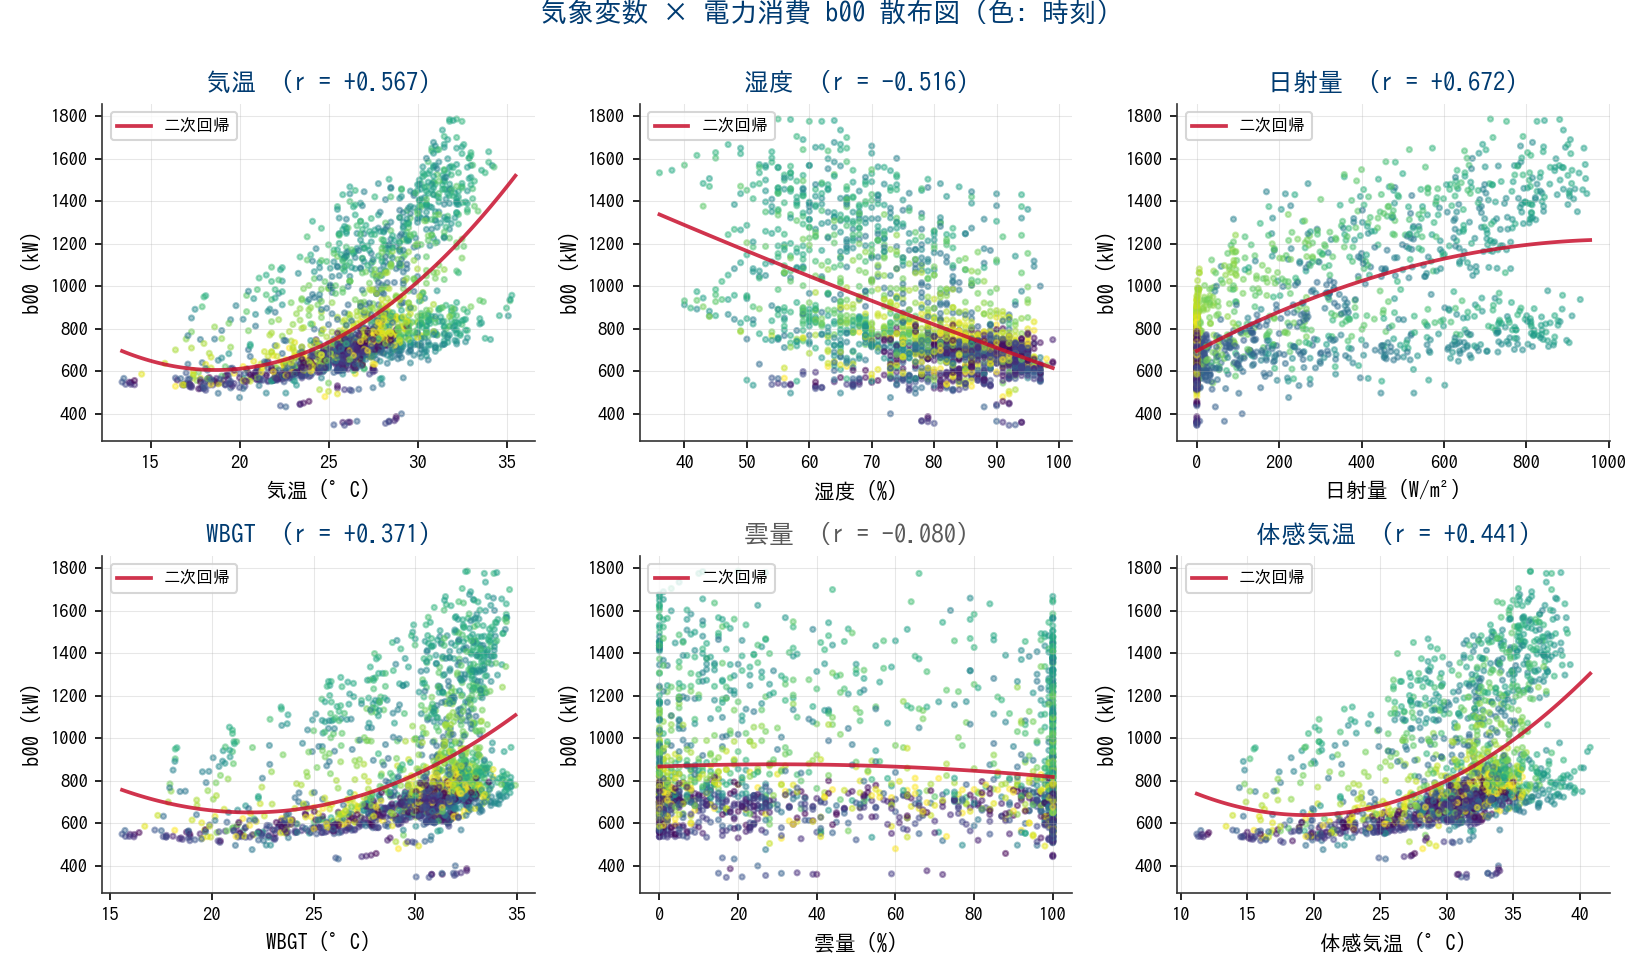 気象変数 × 電力消費 b00 散布図 (色: 時刻)
気温 (r = +0.567)
二次回帰
1800
1600
1400
1200
1000
800
600
400
b00 (kW)
15 20 25 30 35
気温 (°C)
湿度 (r = -0.516)
二次回帰
1800
1600
1400
1200
1000
800
600
400
b00 (kW)
40 50 60 70 80 90 100
湿度 (%)
日射量 (r = +0.672)
二次回帰
1800
1600
1400
1200
1000
800
600
400
b00 (kW)
0 200 400 600 800 1000
日射量 (W/m²)
WBGT (r = +0.371)
二次回帰
1800
1600
1400
1200
1000
800
600
400
b00 (kW)
15 20 25 30 35
WBGT (°C)
雲量 (r = -0.080)
二次回帰
1800
1600
1400
1200
1000
800
600
400
b00 (kW)
0 20 40 60 80 100
雲量 (%)
体感気温 (r = +0.441)
二次回帰
1800
1600
1400
1200
1000
800
600
400
b00 (kW)
10 15 20 25 30 35 40
体感気温 (°C)